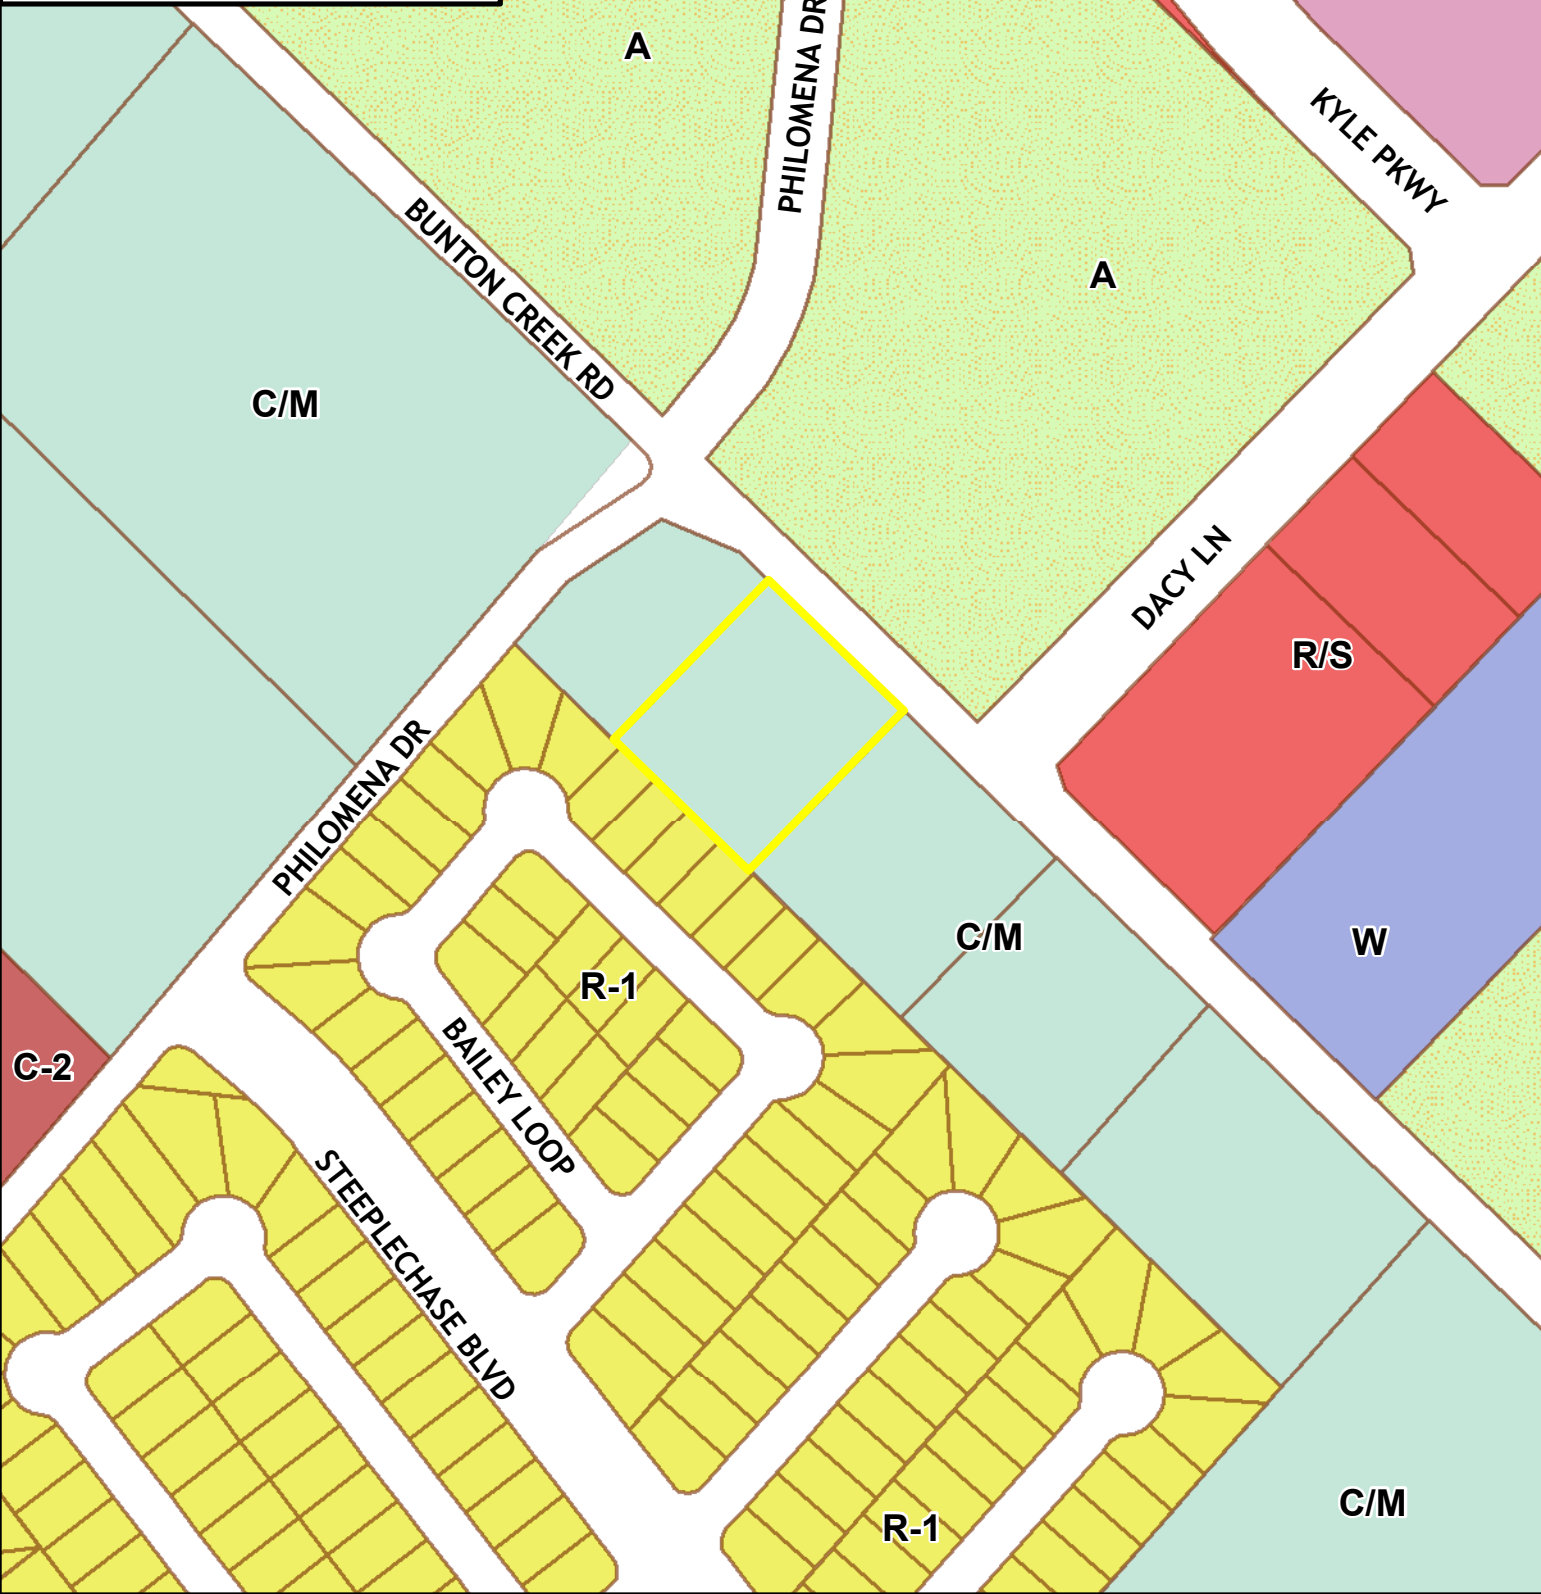 A
PHILOMENA DR
KYLE PKWY
BUNTON CREEK RD
A
C/M
DACY LN
R/S
PHILOMENA DR
C/M
W
R-1
BAILEY LOOP
C-2
STEEPLECHASE BLVD
C/M
R-1